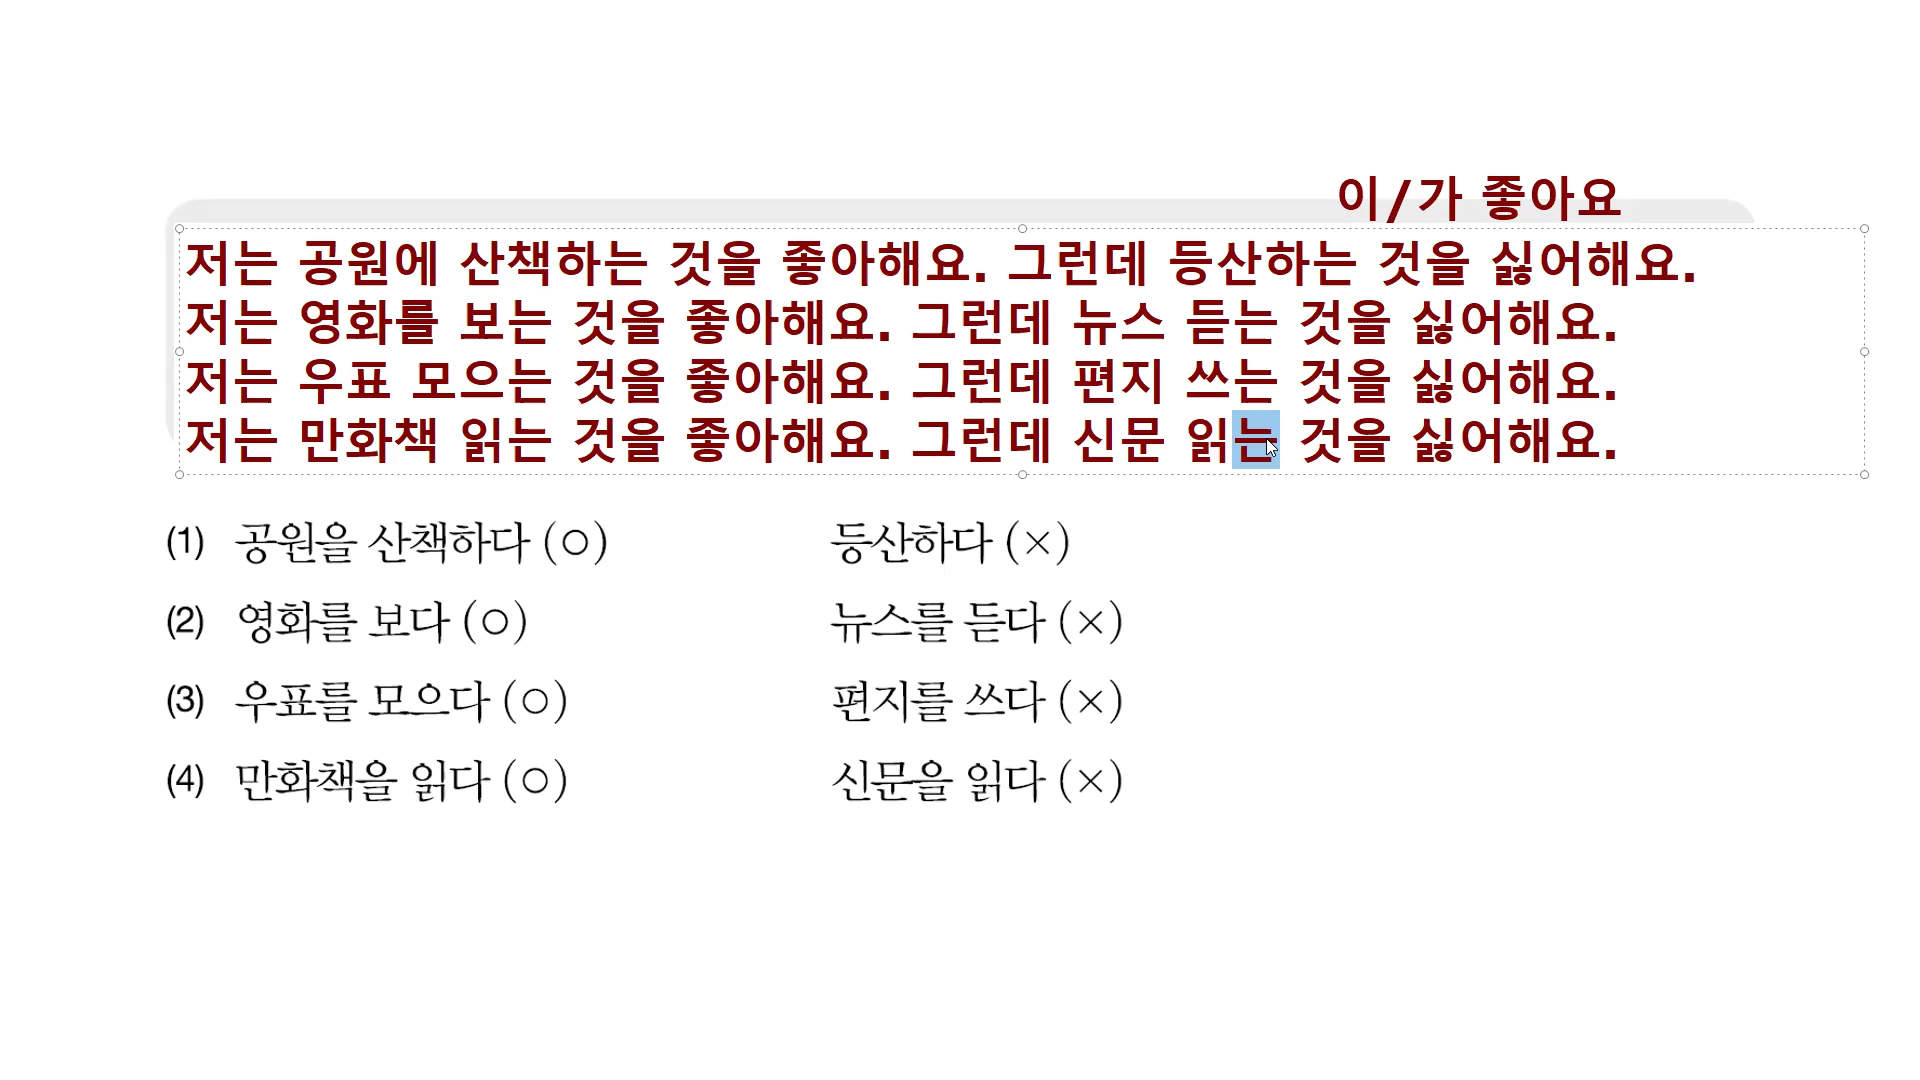 이/가 좋아요
저는 공원에 산책하는 것을 좋아해요. 그런데 등산하는 것을 싫어해요.
저는 영화를 보는 것을 좋아해요. 그런데 뉴스 듣는 것을 싫어해요.
저는 우표 모으는 것을 좋아해요. 그런데 편지 쓰는 것을 싫어해요.
저는 만화책 읽는 것을 좋아해요. 그런데 신문 읽는 것을 싫어해요.
(1) 공원을 산책하다 (○) 등산하다 (×)
(2) 영화를 보다 (○) 뉴스를 듣다 (×)
(3) 우표를 모으다 (○) 편지를 쓰다 (×)
(4) 만화책을 읽다 (○) 신문을 읽다 (×)